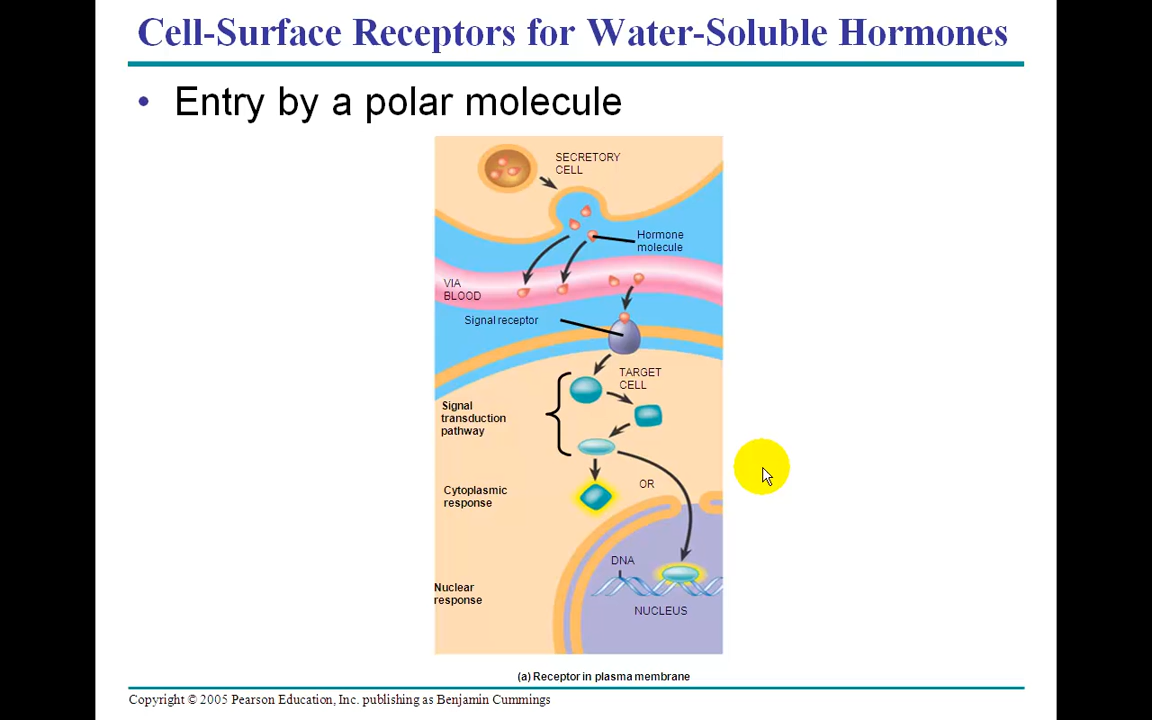 Cell-Surface Receptors for Water-Soluble Hormones
• Entry by a polar molecule
SECRETORY
CELL
Hormone
molecule
VIA
BLOOD
Signal receptor
TARGET
CELL
Signal
transduction
pathway
OR
Cytoplasmic
response
DNA
Nuclear
response
NUCLEUS
(a) Receptor in plasma membrane
Copyright © 2005 Pearson Education, Inc. publishing as Benjamin Cummings